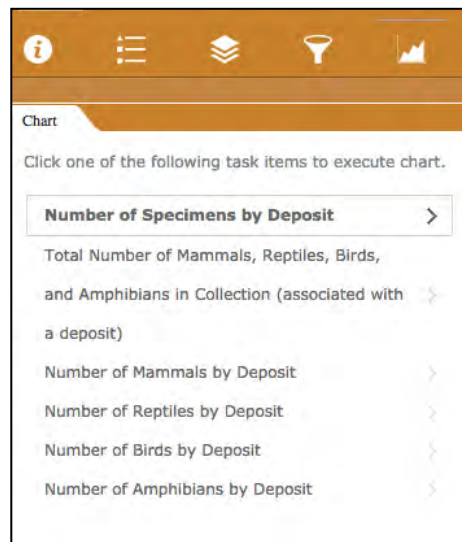 Chart
Click one of the following task items to execute chart.
Number of Specimens by Deposit
Total Number of Mammals, Reptiles, Birds,
and Amphibians in Collection (associated with
a deposit)
Number of Mammals by Deposit
Number of Reptiles by Deposit
Number of Birds by Deposit
Number of Amphibians by Deposit